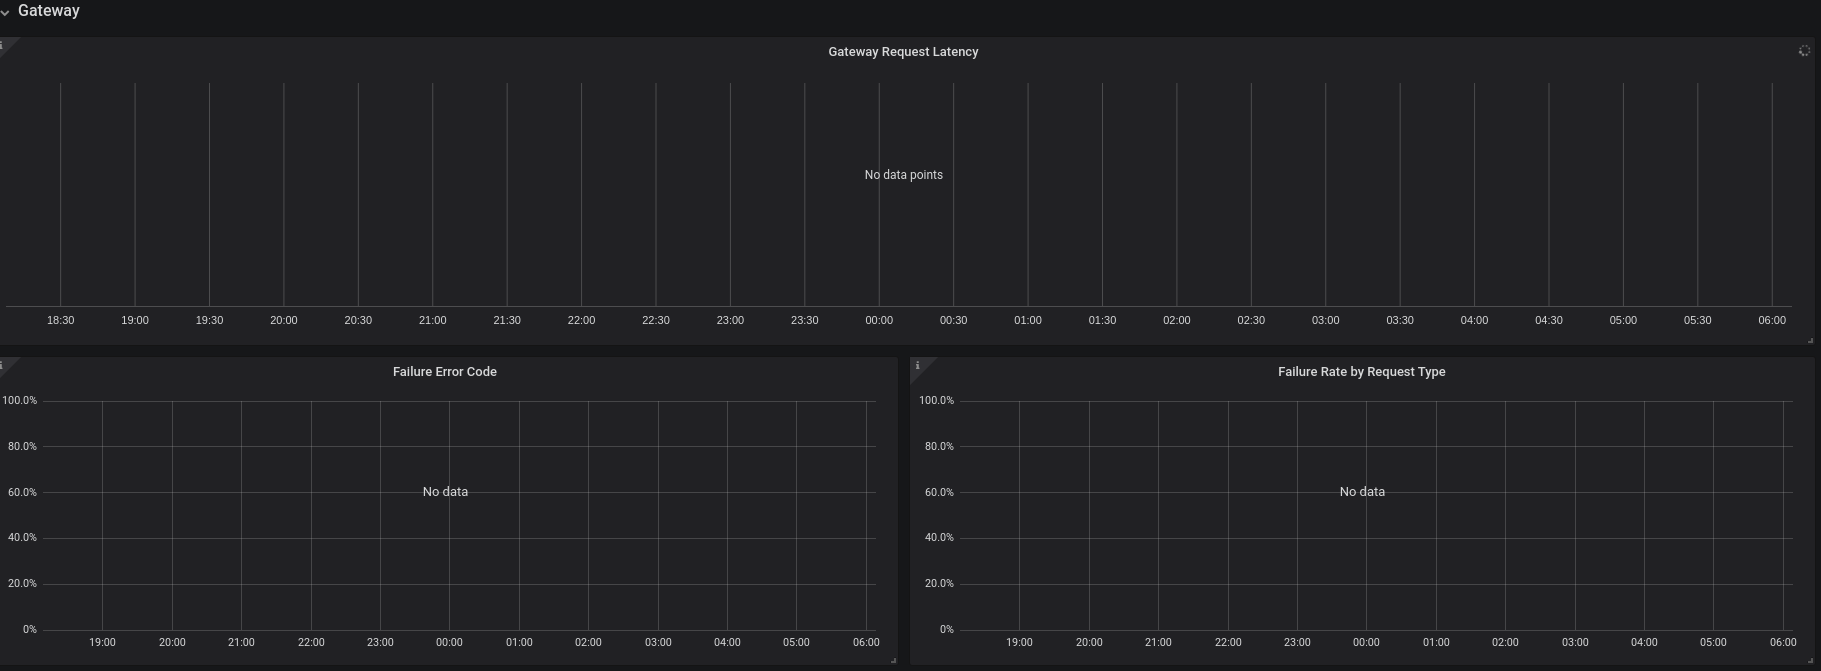 Gateway
Gateway Request Latency
No data points
18:30 19:00 19:30 20:00 20:30 21:00 21:30 22:00 22:30 23:00 23:30 00:00 00:30 01:00 01:30 02:00 02:30 03:00 03:30 04:00 04:30 05:00 05:30 06:00
Failure Error Code
100.0%
80.0%
60.0%
No data
40.0%
20.0%
0%
19:00 20:00 21:00 22:00 23:00 00:00 01:00 02:00 03:00 04:00 05:00 06:00
i
Failure Rate by Request Type
100.0%
80.0%
60.0%
No data
40.0%
20.0%
0%
19:00 20:00 21:00 22:00 23:00 00:00 01:00 02:00 03:00 04:00 05:00 06:00